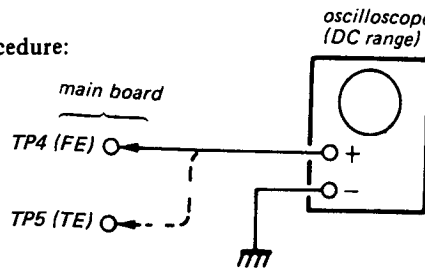 oscilloscope
(DC range)
cedure:
main board
TP4 (FE)
+
−
TP5 (TE)